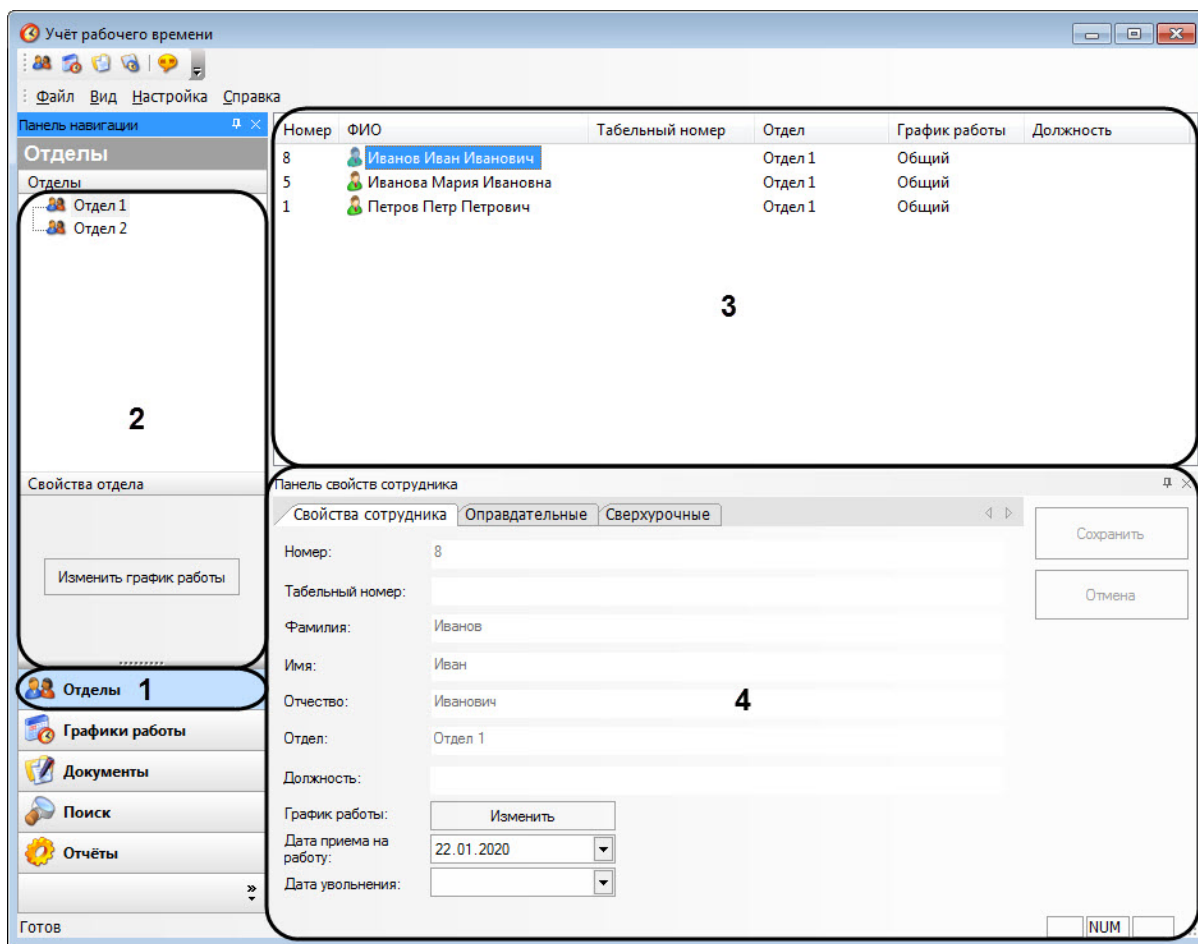 Учёт рабочего времени
Файл Вид Настройка Справка
Панель навигации
Отделы
Отделы
Отдел 1
Отдел 2
2
Свойства отдела
Изменить график работы
Отделы 1
Графики работы
Документы
Поиск
Отчёты
Номер ФИО Табельный номер Отдел График работы Должность
8 Иванов Иван Иванович Отдел 1 Общий
5 Иванова Мария Ивановна Отдел 1 Общий
1 Петров Петр Петрович Отдел 1 Общий
3
Панель свойств сотрудника
Свойства сотрудника Оправдательные Сверхурочные
Номер: 8
Табельный номер:
Фамилия: Иванов
Имя: Иван
Отчество: Иванович
4
Отдел: Отдел 1
Должность:
График работы: Изменить
Дата приема на
работу: 22.01.2020
Дата увольнения:
Сохранить
Отмена
Готов
NUM